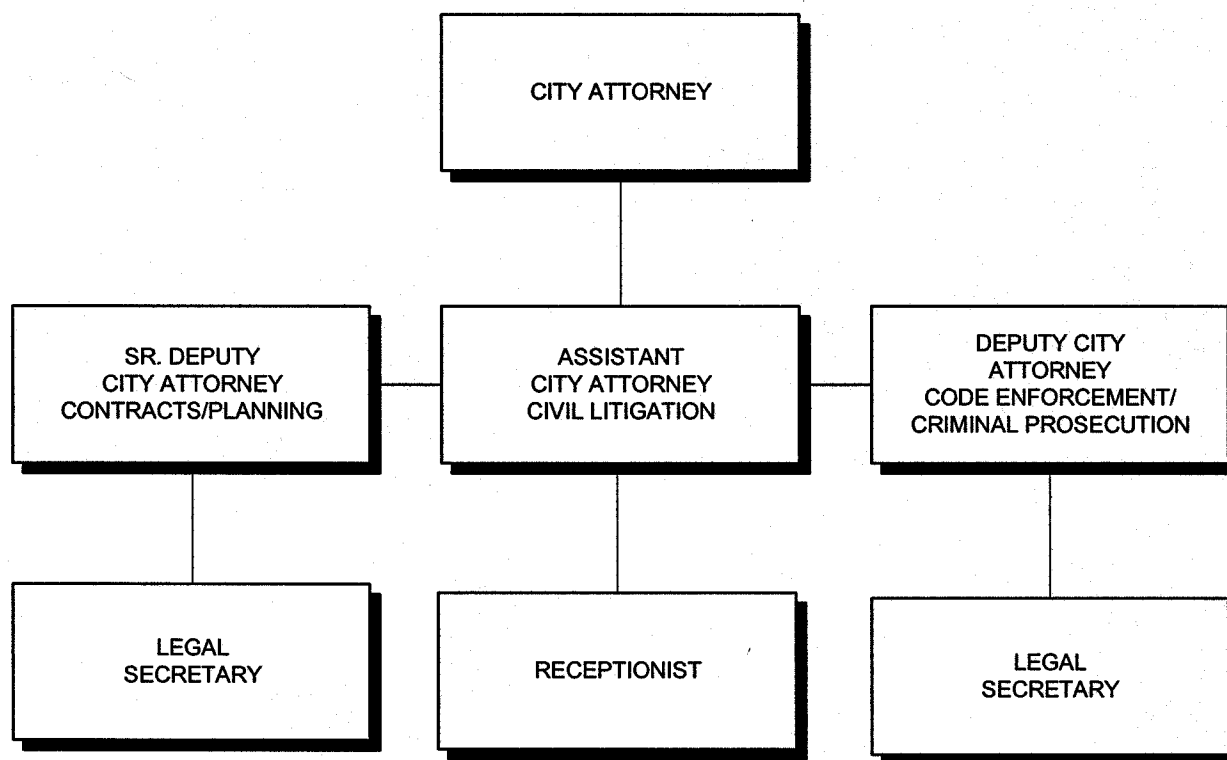 CITY ATTORNEY
SR. DEPUTY
CITY ATTORNEY
CONTRACTS/PLANNING
ASSISTANT
CITY ATTORNEY
CIVIL LITIGATION
DEPUTY CITY
ATTORNEY
CODE ENFORCEMENT/
CRIMINAL PROSECUTION
LEGAL
SECRETARY
RECEPTIONIST
LEGAL
SECRETARY